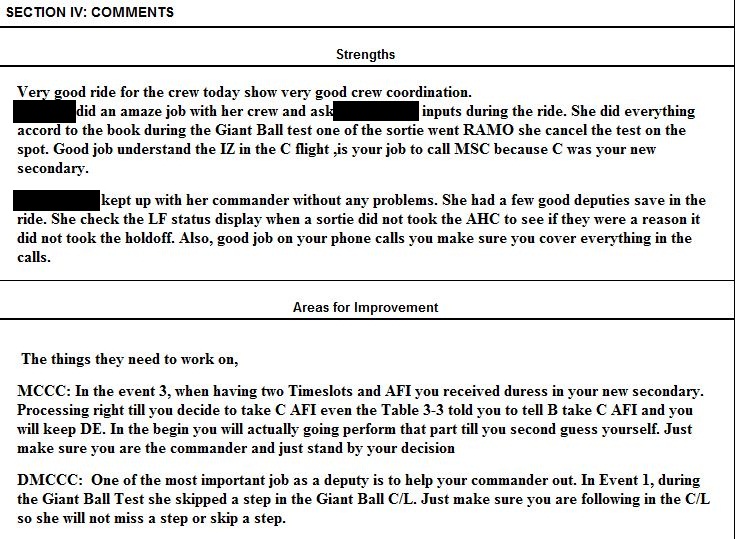 SECTION IV: COMMENTS
Strengths
Very good ride for the crew today show very good crew coordination.
did an amaze job with her crew and ask inputs during the ride. She did everything
accord to the book during the Giant Ball test one of the sortie went RAMO she cancel the test on the
spot. Good job understand the IZ in the C flight ,is your job to call MSC because C was your new
secondary.
kept up with her commander without any problems. She had a few good deputies save in the
ride. She check the LF status display when a sortie did not took the AHC to see if they were a reason it
did not took the holdoff. Also, good job on your phone calls you make sure you cover everything in the
calls.
Areas for Improvement
The things they need to work on,
MCCC: In the event 3, when having two Timeslots and AFI you received duress in your new secondary.
Processing right till you decide to take C AFI even the Table 3-3 told you to tell B take C AFI and you
will keep DE. In the begin you will actually going perform that part till you second guess yourself. Just
make sure you are the commander and just stand by your decision
DMCCC: One of the most important job as a deputy is to help your commander out. In Event 1, during
the Giant Ball Test she skipped a step in the Giant Ball C/L. Just make sure you are following in the C/L
so she will not miss a step or skip a step.